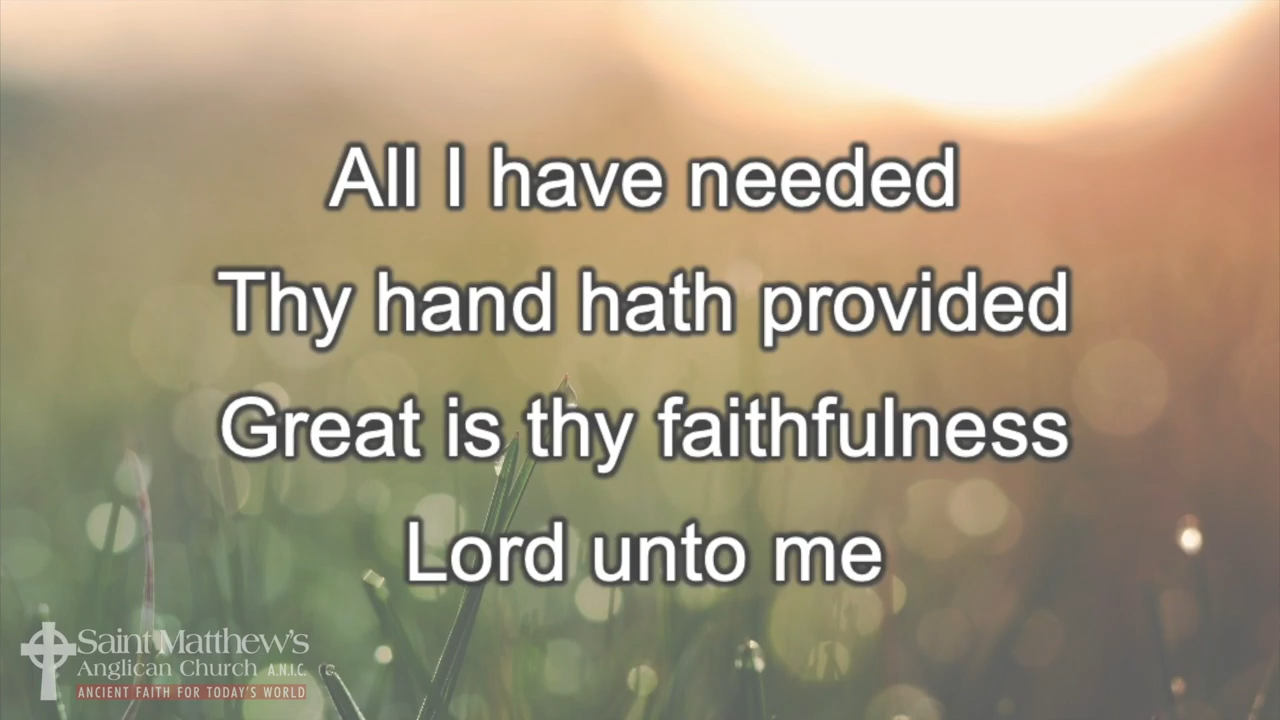 All I have needed
Thy hand hath provided
Great is thy faithfulness
Lord unto me
Saint Matthew's
Anglican Church A.N.I.C.
ANCIENT FAITH FOR TODAY'S WORLD